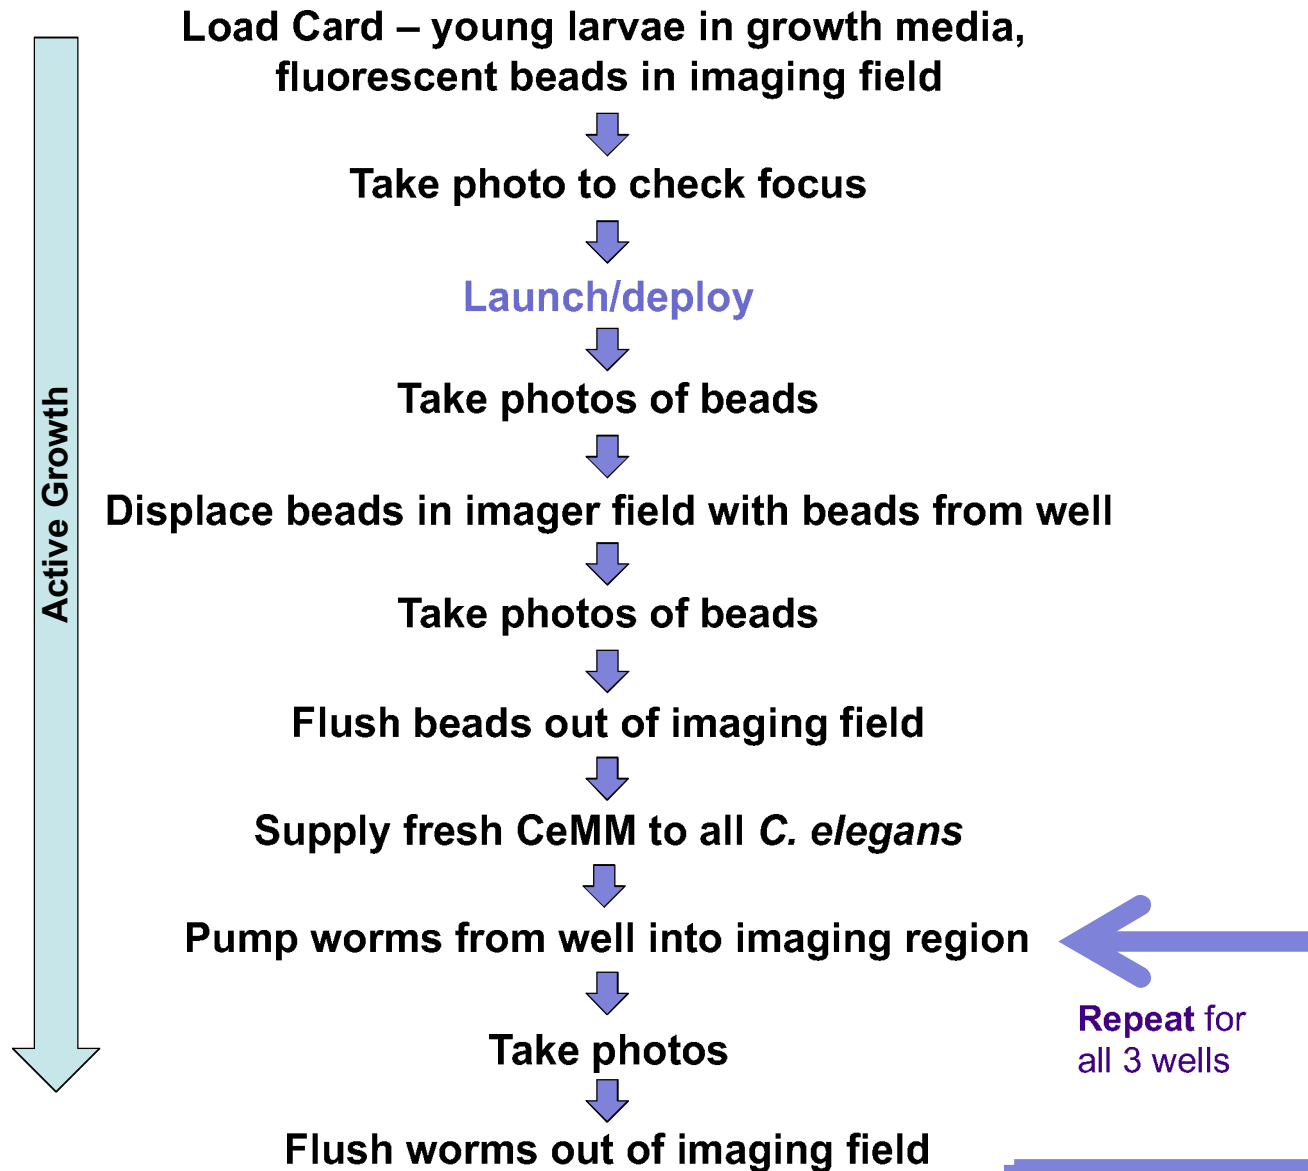 Load Card – young larvae in growth media,
fluorescent beads in imaging field
Take photo to check focus
Launch/deploy
Take photos of beads
Displace beads in imager field with beads from well
Take photos of beads
Flush beads out of imaging field
Supply fresh CeMM to all C. elegans
Pump worms from well into imaging region
Take photos
Flush worms out of imaging field
Active Growth
Repeat for
all 3 wells